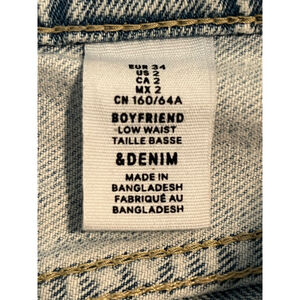 EUR 34
US 2
CA 2
MX 2
CN 160/64A
BOYFRIEND
LOW WAIST
TAILLE BASSE
&DENIM
MADE IN
BANGLADESH
FABRIQUÉ AU
BANGLADESH